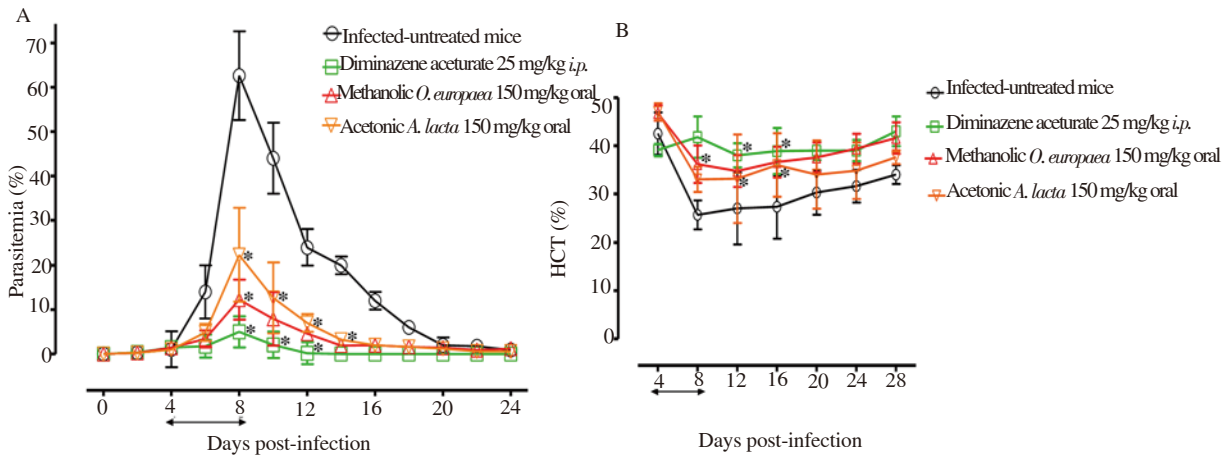 A
Parasitemia (%)
70
60
50
40
30
20
10
0
Infected-untreated mice
Diminazene aceturate 25 mg/kg i.p.
Methanolic O. europaea 150 mg/kg oral
Acetonic A. lacta 150 mg/kg oral
*
*
*
*
*
*
*
*
0 4 8 12 16 20 24
Days post-infection
B
HCT (%)
50
40
30
20
10
0
Infected-untreated mice
Diminazene aceturate 25 mg/kg i.p.
Methanolic O. europaea 150 mg/kg oral
Acetonic A. lacta 150 mg/kg oral
*
*
*
*
*
4 8 12 16 20 24 28
Days post-infection